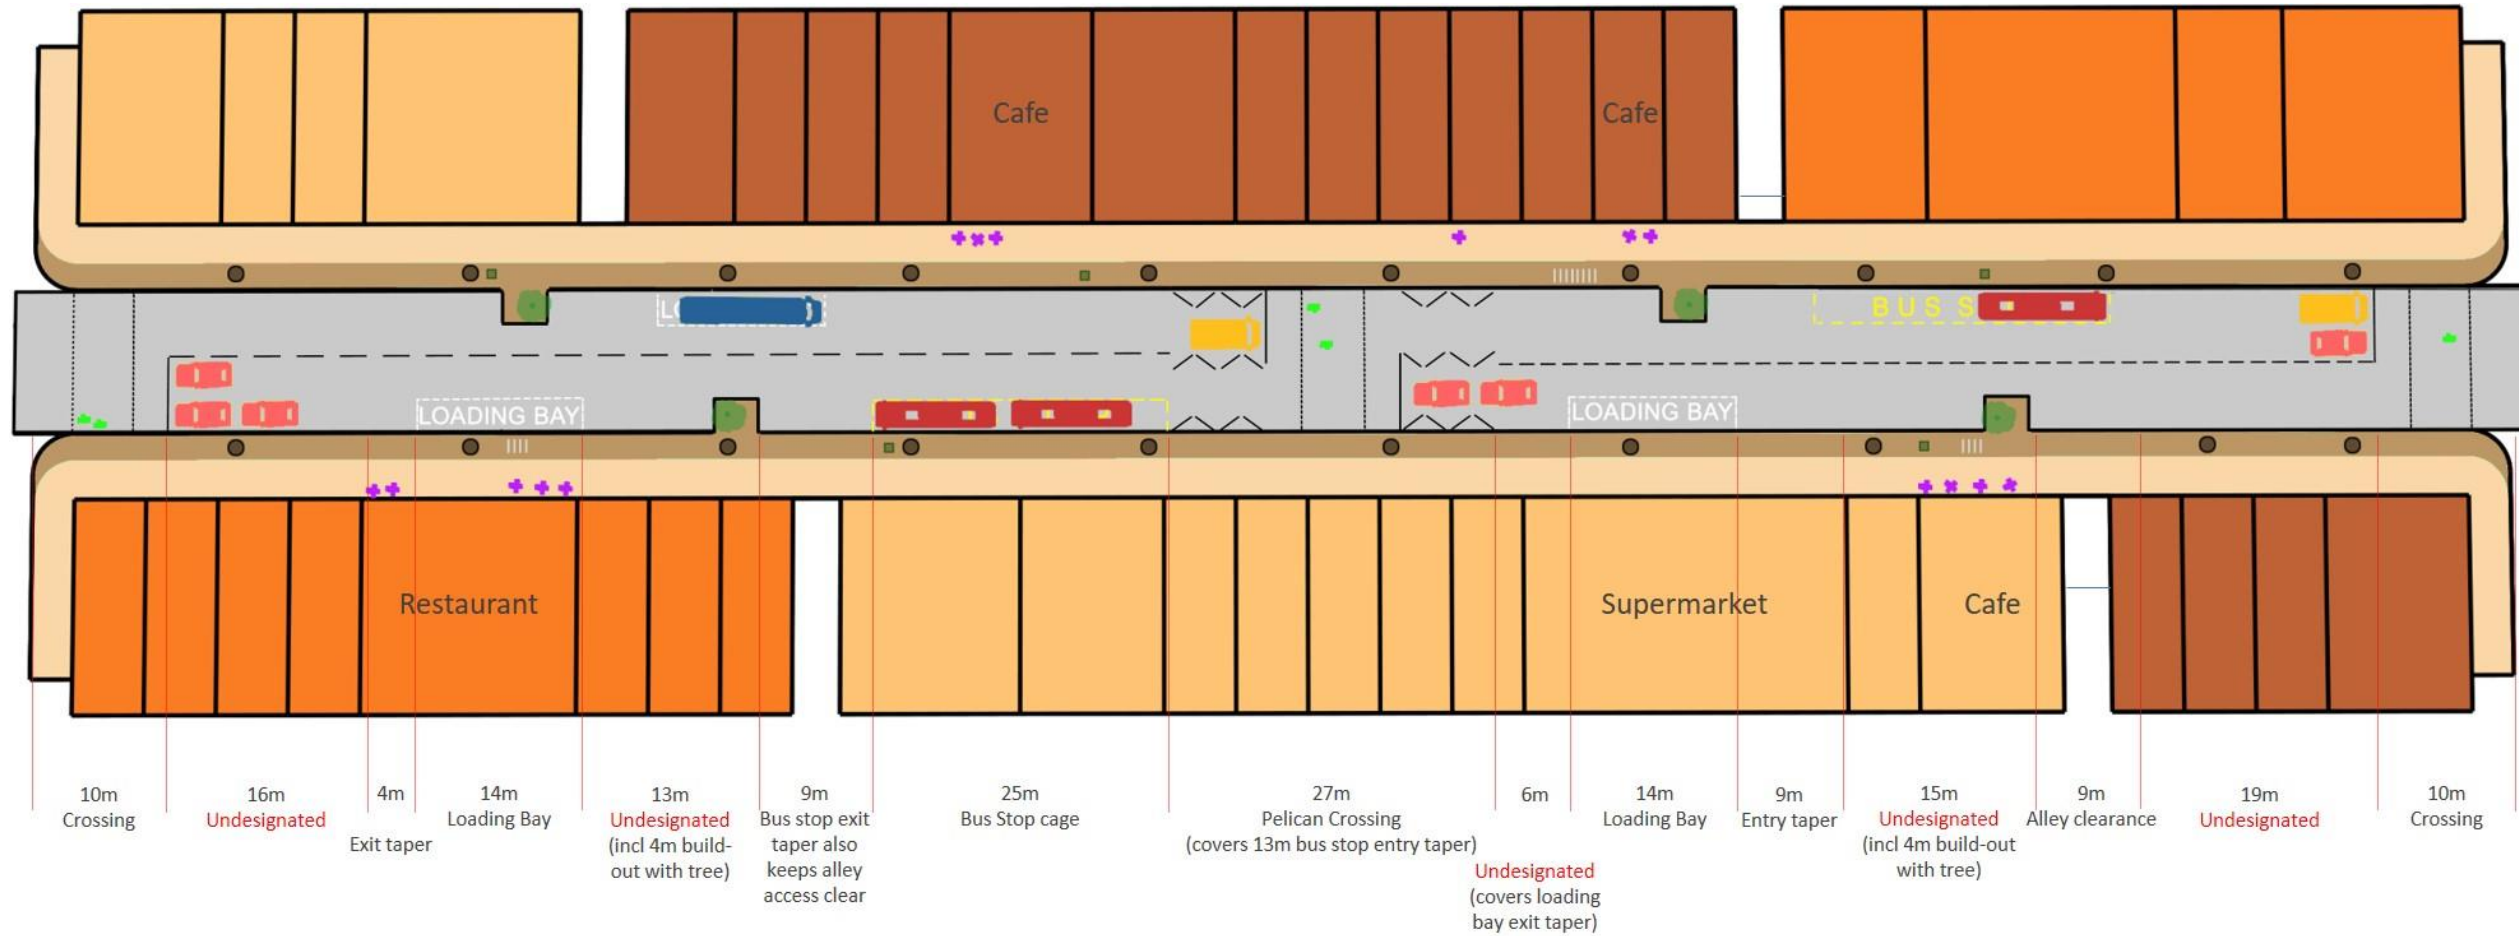 Cafe
Cafe
BUS S
LOADING BAY
LOADING BAY
Restaurant
Supermarket
Cafe
10m
Crossing
16m
Undesignated
4m
Exit taper
14m
Loading Bay
13m
Undesignated
(incl 4m build-
out with tree)
9m
Bus stop exit
taper also
keeps alley
access clear
25m
Bus Stop cage
27m
Pelican Crossing
(covers 13m bus stop entry taper)
6m
Undesignated
(covers loading
bay exit taper)
14m
Loading Bay
9m
Entry taper
15m
Undesignated
(incl 4m build-out
with tree)
9m
Alley clearance
19m
Undesignated
10m
Crossing